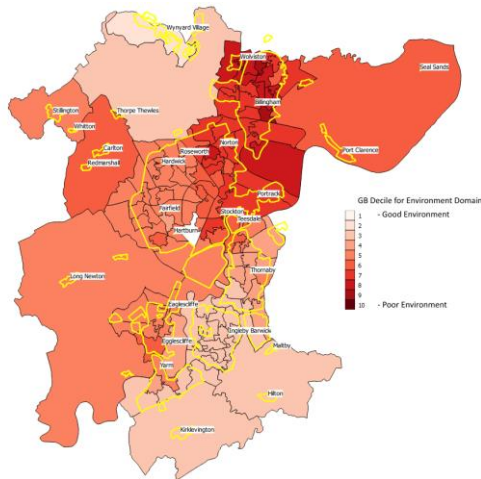 Wynyard Village
Wolviston
Seal Sands
Billingham
Stillington
Thorpe Thewles
Whitton
Norton
Port Clarence
Carlton
Roseworth
Redmarshall
Hardwick
Portrack
GB Decile for Environment Domain
Fairfield
Stockton
Teesdale
Hartburn
1 - Good Environment
2
3
4
5
6
7
8
9
10 - Poor Environment
Thornaby
Long Newton
Eaglescliffe
Ingleby Barwick
Egglescliffe
Maltby
Yarm
Hilton
Kirklevington